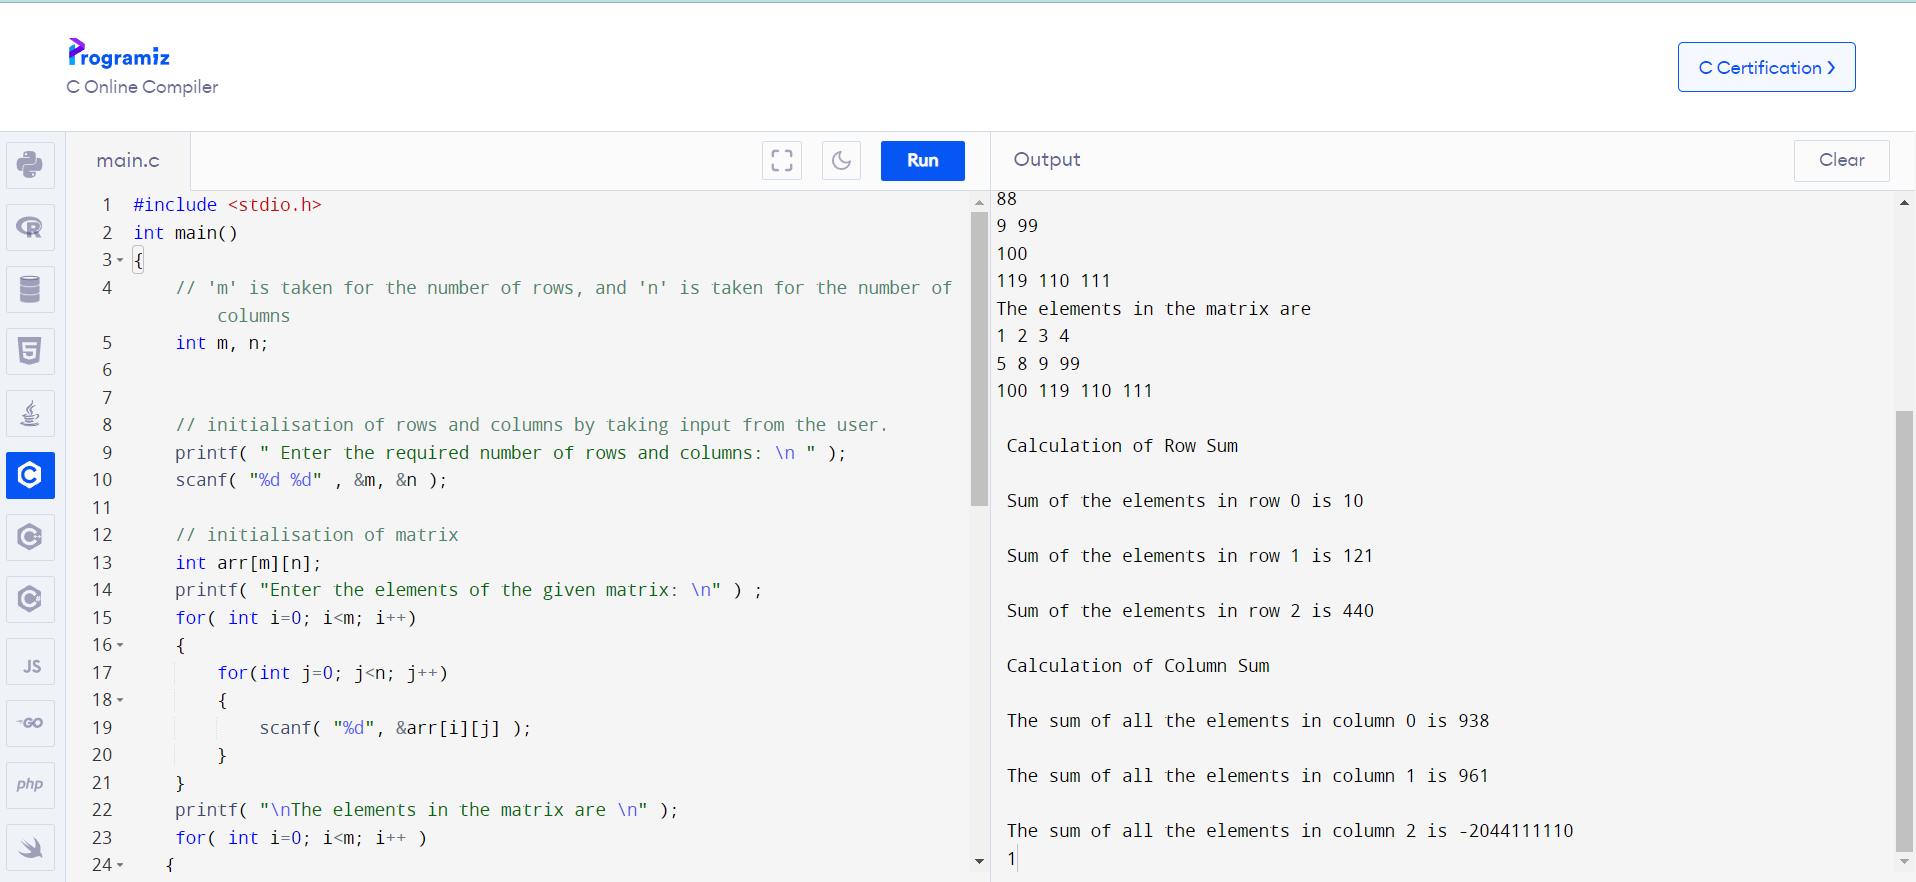 Programiz
C Online Compiler
C Certification
main.c
Run
Output
Clear
1 #include <stdio.h>
2 int main()
3 {
4 // 'm' is taken for the number of rows, and 'n' is taken for the number of
columns
5 int m, n;
6
7
8 // initialisation of rows and columns by taking input from the user.
9 printf( " Enter the required number of rows and columns: \n " );
10 scanf( "%d %d" , &m, &n );
11
12 // initialisation of matrix
13 int arr[m][n];
14 printf( "Enter the elements of the given matrix: \n" ) ;
15 for( int i=0; i<m; i++)
16 {
17 for(int j=0; j<n; j++)
18 {
19 scanf( "%d", &arr[i][j] );
20 }
21 }
22 printf( "\nThe elements in the matrix are \n" );
23 for( int i=0; i<m; i++ )
24 {
88
9 99
100
119 110 111
The elements in the matrix are
1 2 3 4
5 8 9 99
100 119 110 111
Calculation of Row Sum
Sum of the elements in row 0 is 10
Sum of the elements in row 1 is 121
Sum of the elements in row 2 is 440
Calculation of Column Sum
The sum of all the elements in column 0 is 938
The sum of all the elements in column 1 is 961
The sum of all the elements in column 2 is -2044111110
1
R
5
C
C
C
JS
GO
php